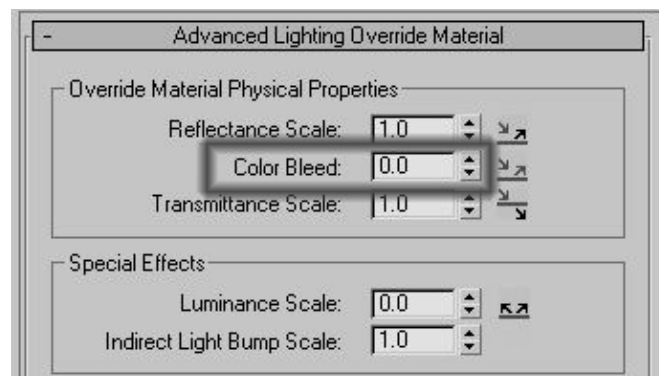 - Advanced Lighting Override Material
Override Material Physical Properties
Reflectance Scale: 1.0
Color Bleed: 0.0
Transmittance Scale: 1.0
Special Effects
Luminance Scale: 0.0
Indirect Light Bump Scale: 1.0